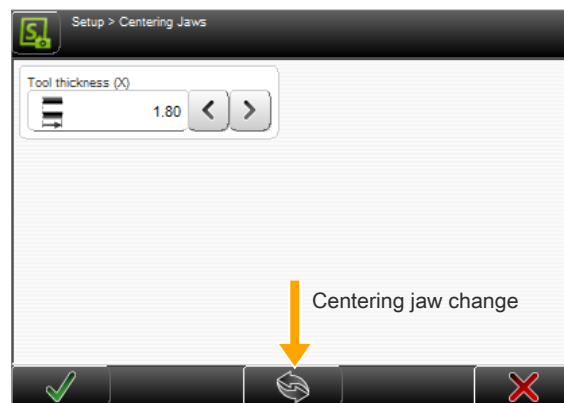 S.
Setup > Centering Jaws
Tool thickness (X)
1.80
Centering jaw change